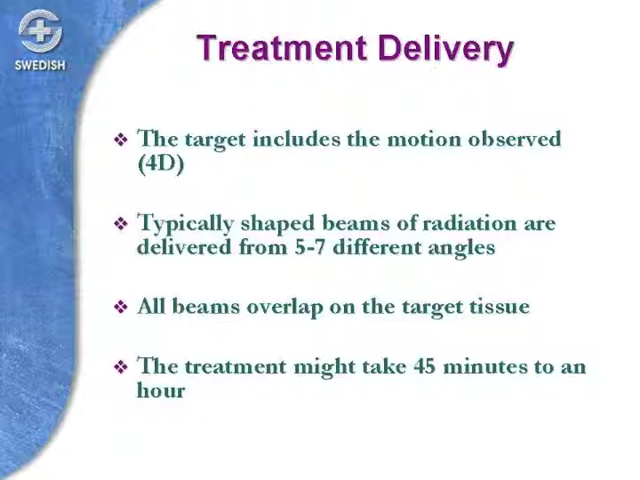 SWEDISH
Treatment Delivery
The target includes the motion observed
(4D)
Typically shaped beams of radiation are
delivered from 5-7 different angles
All beams overlap on the target tissue
The treatment might take 45 minutes to an
hour